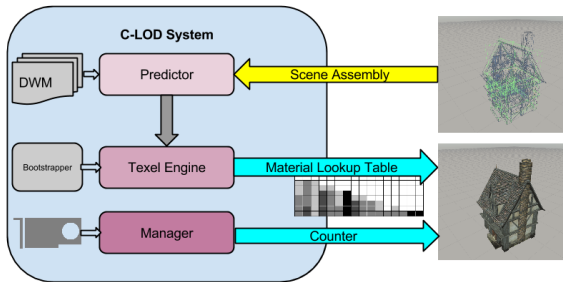 C-LOD System
DWM
Predictor
Scene Assembly
Bootstrapper
Texel Engine
Material Lookup Table
Manager
Counter